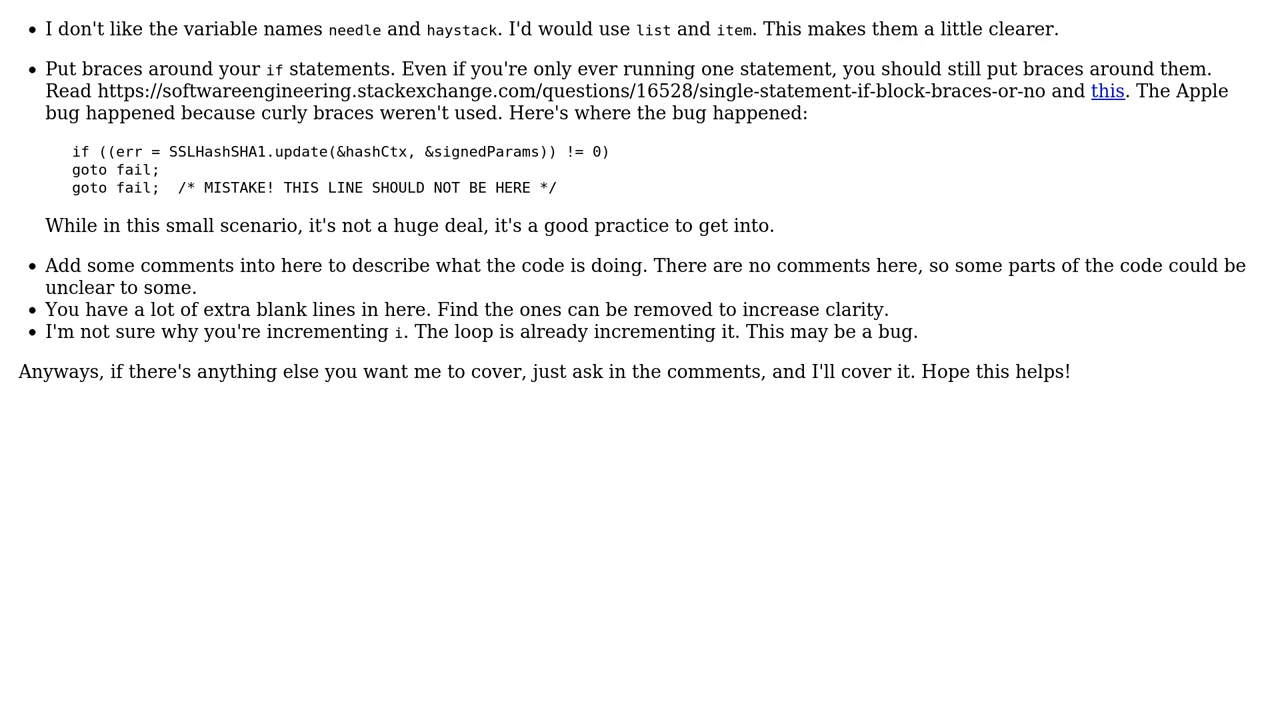 • I don't like the variable names needle and haystack. I'd would use list and item. This makes them a little clearer.
• Put braces around your if statements. Even if you're only ever running one statement, you should still put braces around them.
Read https://softwareengineering.stackexchange.com/questions/16528/single-statement-if-block-braces-or-no and this. The Apple
bug happened because curly braces weren't used. Here's where the bug happened:
if ((err = SSLHashSHA1.update(&hashCtx, &signedParams)) != 0)
goto fail;
goto fail;  /* MISTAKE! THIS LINE SHOULD NOT BE HERE */
While in this small scenario, it's not a huge deal, it's a good practice to get into.
• Add some comments into here to describe what the code is doing. There are no comments here, so some parts of the code could be
unclear to some.
• You have a lot of extra blank lines in here. Find the ones can be removed to increase clarity.
• I'm not sure why you're incrementing i. The loop is already incrementing it. This may be a bug.
Anyways, if there's anything else you want me to cover, just ask in the comments, and I'll cover it. Hope this helps!